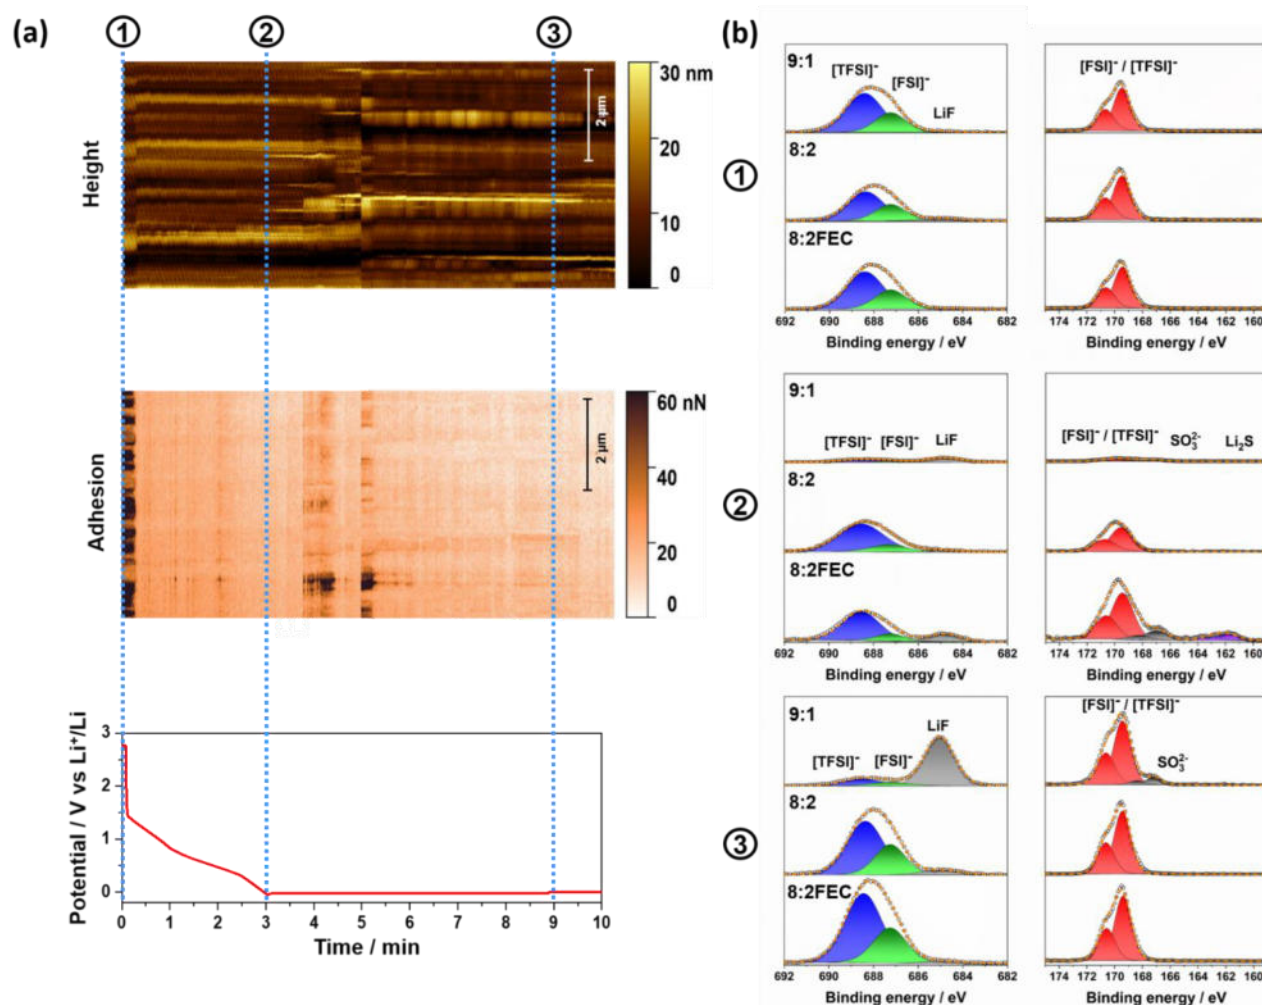 (a)
① ② ③
Height
2 µm
30 nm
20
10
0
Adhesion
2 µm
60 nN
40
20
0
Potential / V vs Li⁺/Li
3
2
1
0
0 1 2 3 4 5 6 7 8 9 10
Time / min
(b)
①
9:1
[TFSI]⁻
[FSI]⁻
LiF
[FSI]⁻ / [TFSI]⁻
8:2
8:2FEC
692 690 688 686 684 682
174 172 170 168 166 164 162 160
Binding energy / eV
Binding energy / eV
②
9:1
[TFSI]⁻ [FSI]⁻ LiF
[FSI]⁻ / [TFSI]⁻ SO₃²⁻ Li₂S
8:2
8:2FEC
692 690 688 686 684 682
174 172 170 168 166 164 162 160
Binding energy / eV
Binding energy / eV
③
9:1
[TFSI]⁻ [FSI]⁻ LiF
[FSI]⁻ / [TFSI]⁻
SO₃²⁻
8:2
8:2FEC
692 690 688 686 684 682
174 172 170 168 166 164 162 160
Binding energy / eV
Binding energy / eV